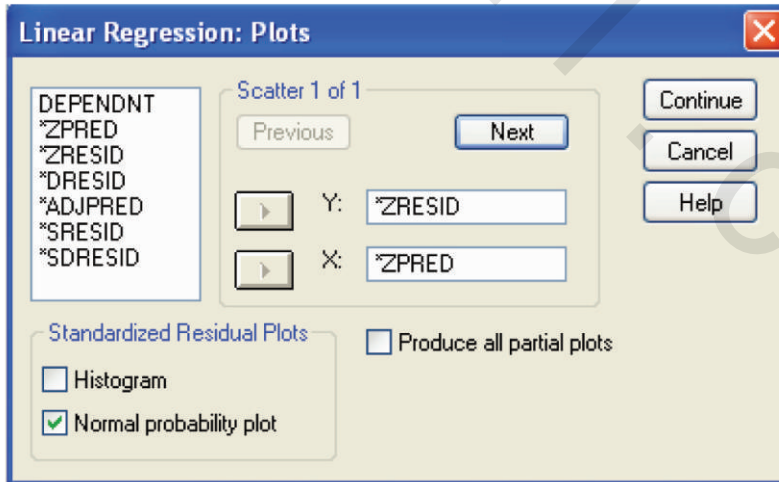 Linear Regression: Plots
DEPENDNT
*ZPRED
*ZRESID
*DRESID
*ADJPRED
*SRESID
*SDRESID
Scatter 1 of 1
Previous
Next
Y: *ZRESID
X: *ZPRED
Continue
Cancel
Help
Standardized Residual Plots
Histogram
Normal probability plot
Produce all partial plots